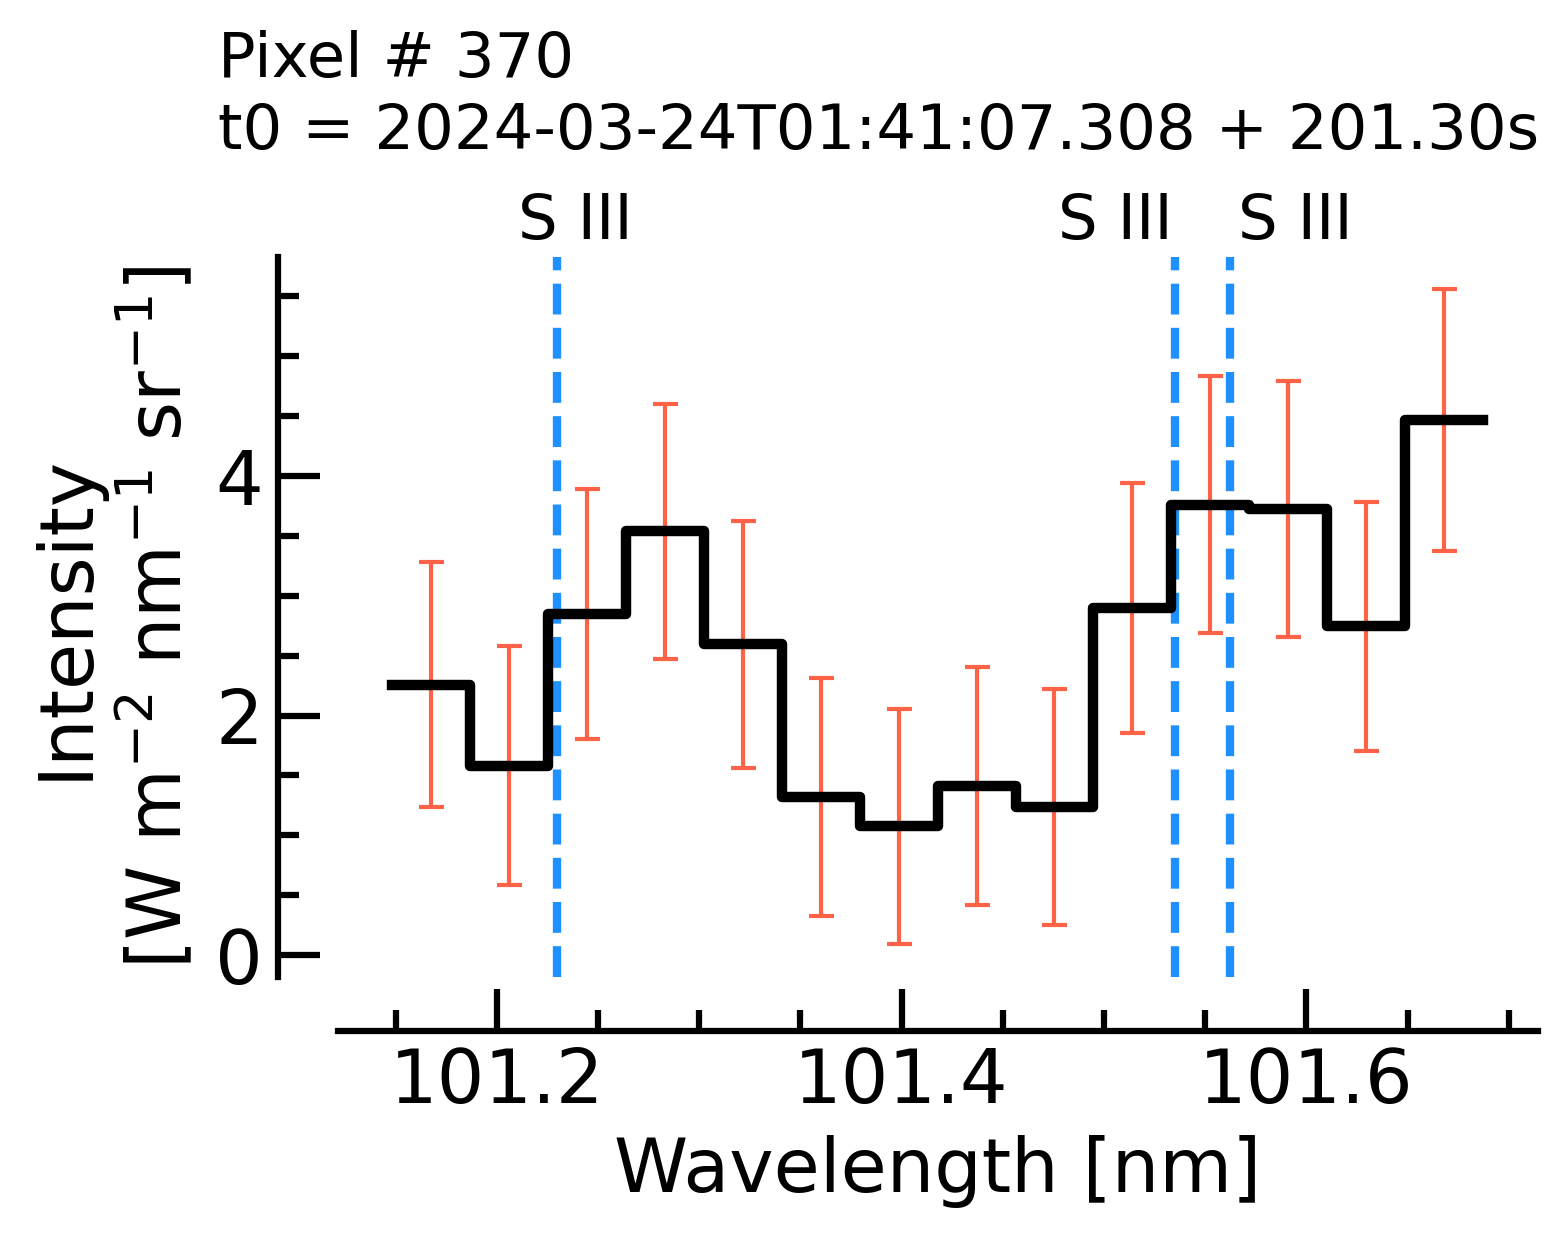 Pixel # 370
t0 = 2024-03-24T01:41:07.308 + 201.30s
S III S III S III
Intensity
[W m⁻² nm⁻¹ sr⁻¹]
4
2
0
101.2 101.4 101.6
Wavelength [nm]